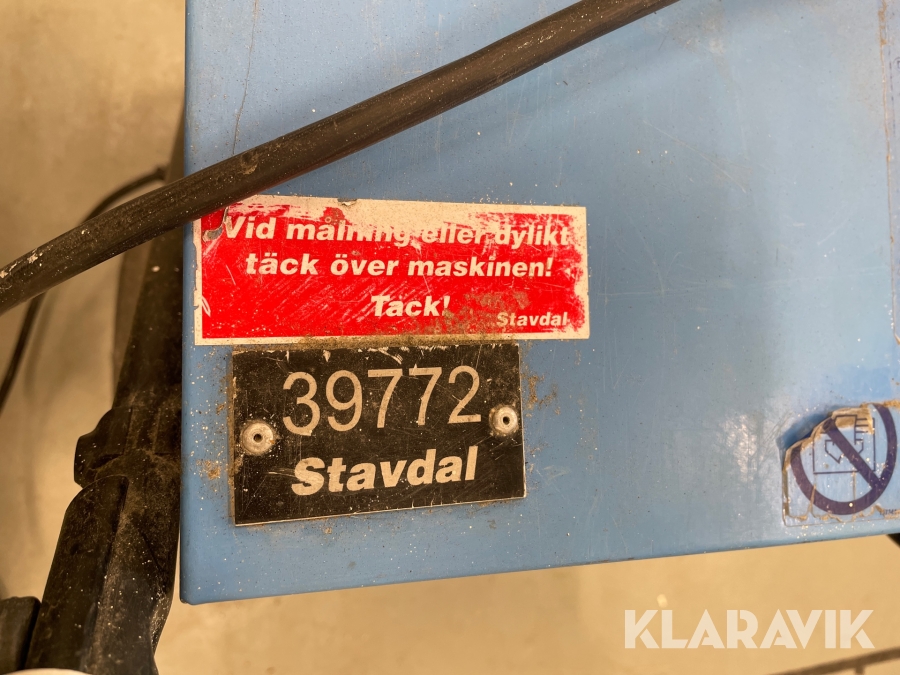 Vid målning eller dylikt
täck över maskinen!
Tack!
Stavdal
39772
Stavdal
KLARAVIK